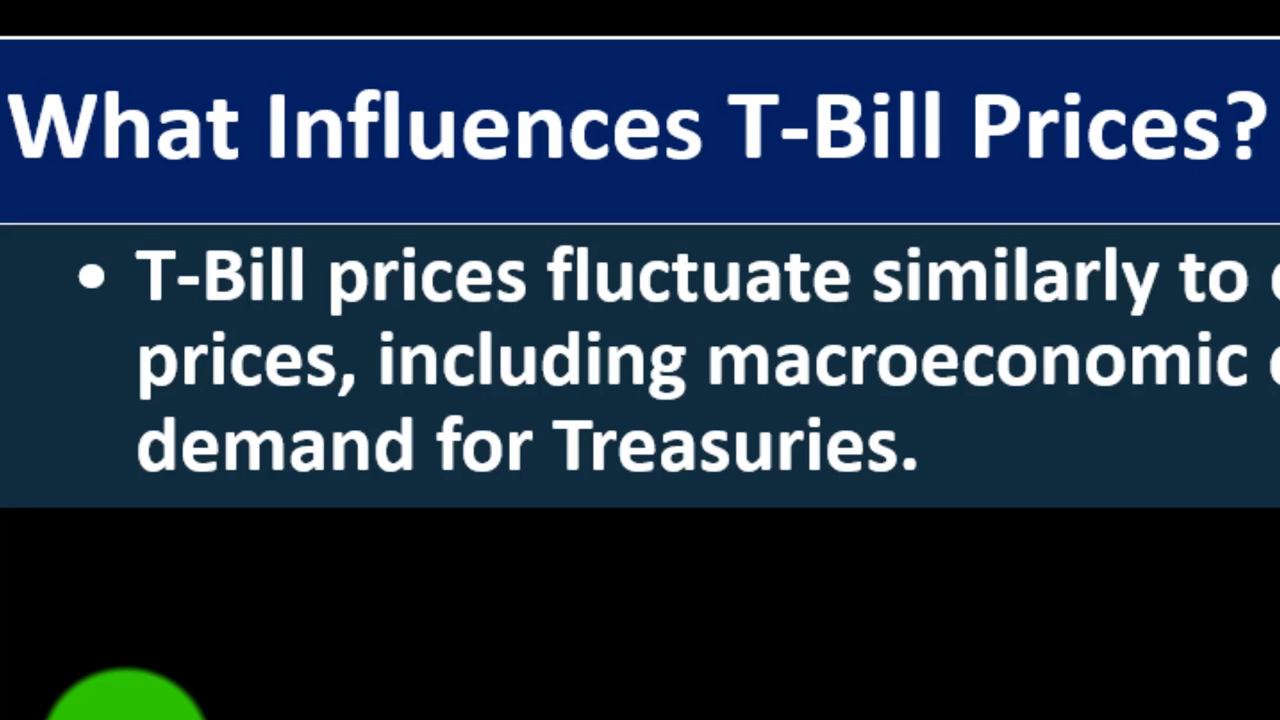 What Influences T-Bill Prices?
• T-Bill prices fluctuate similarly to
prices, including macroeconomic
demand for Treasuries.